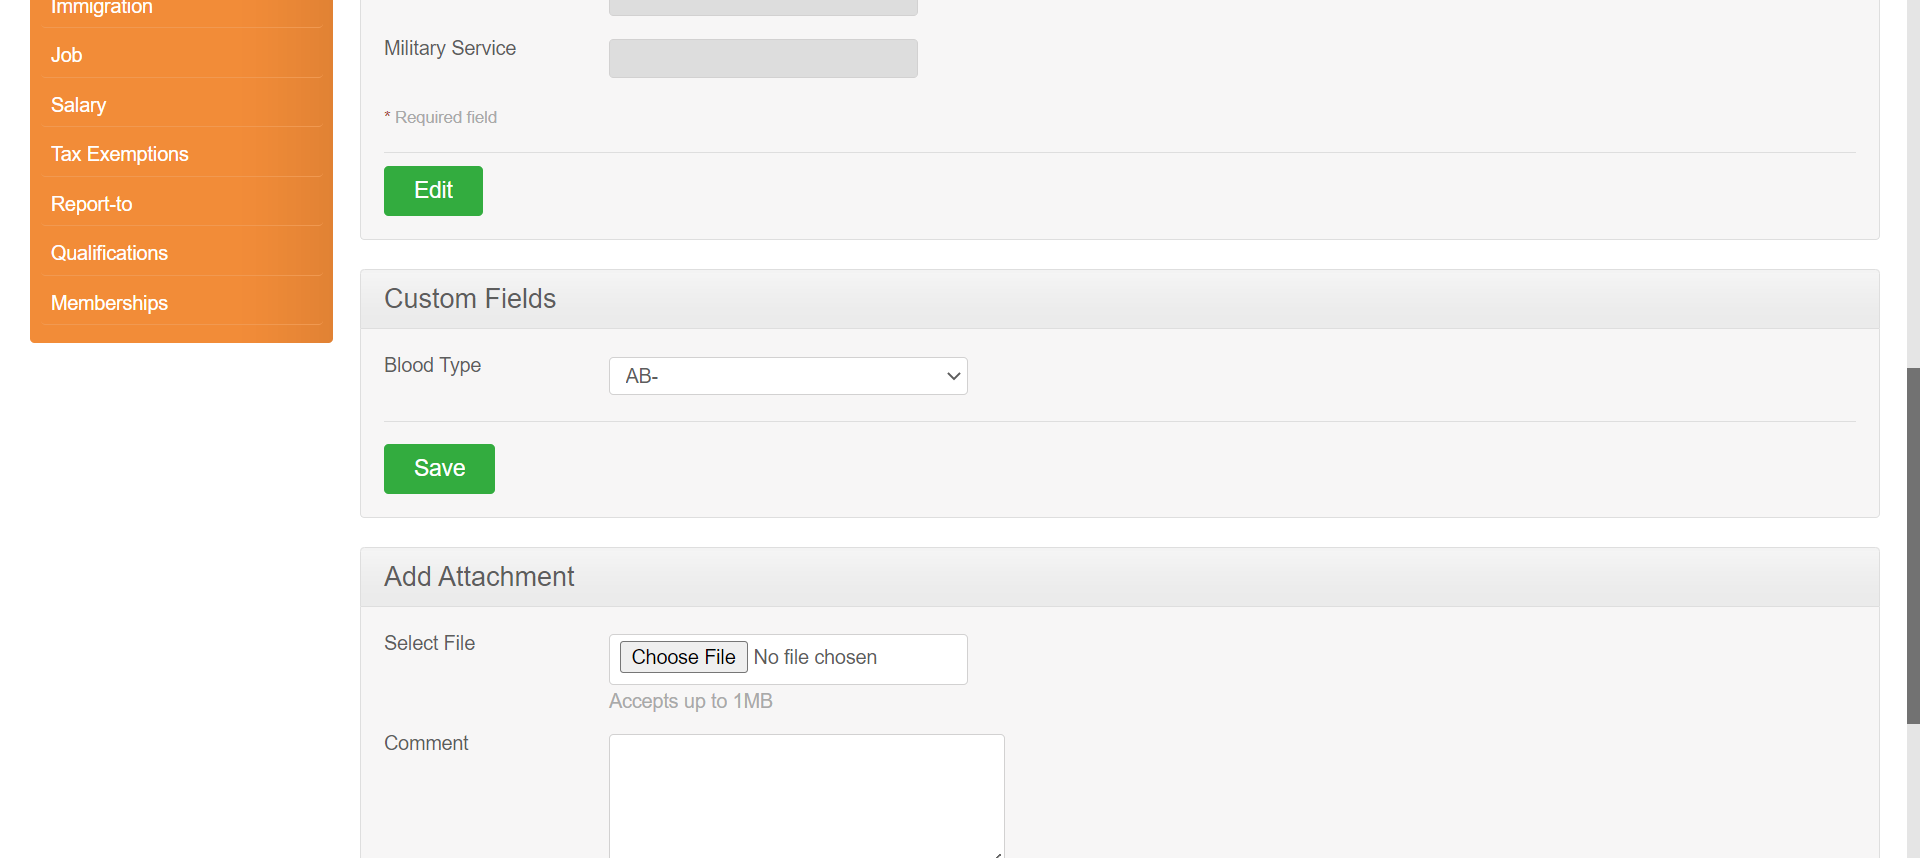 Immigration
Job
Salary
Tax Exemptions
Report-to
Qualifications
Memberships
Military Service
* Required field
Edit
Custom Fields
Blood Type
AB-
Save
Add Attachment
Select File
Choose File No file chosen
Accepts up to 1MB
Comment